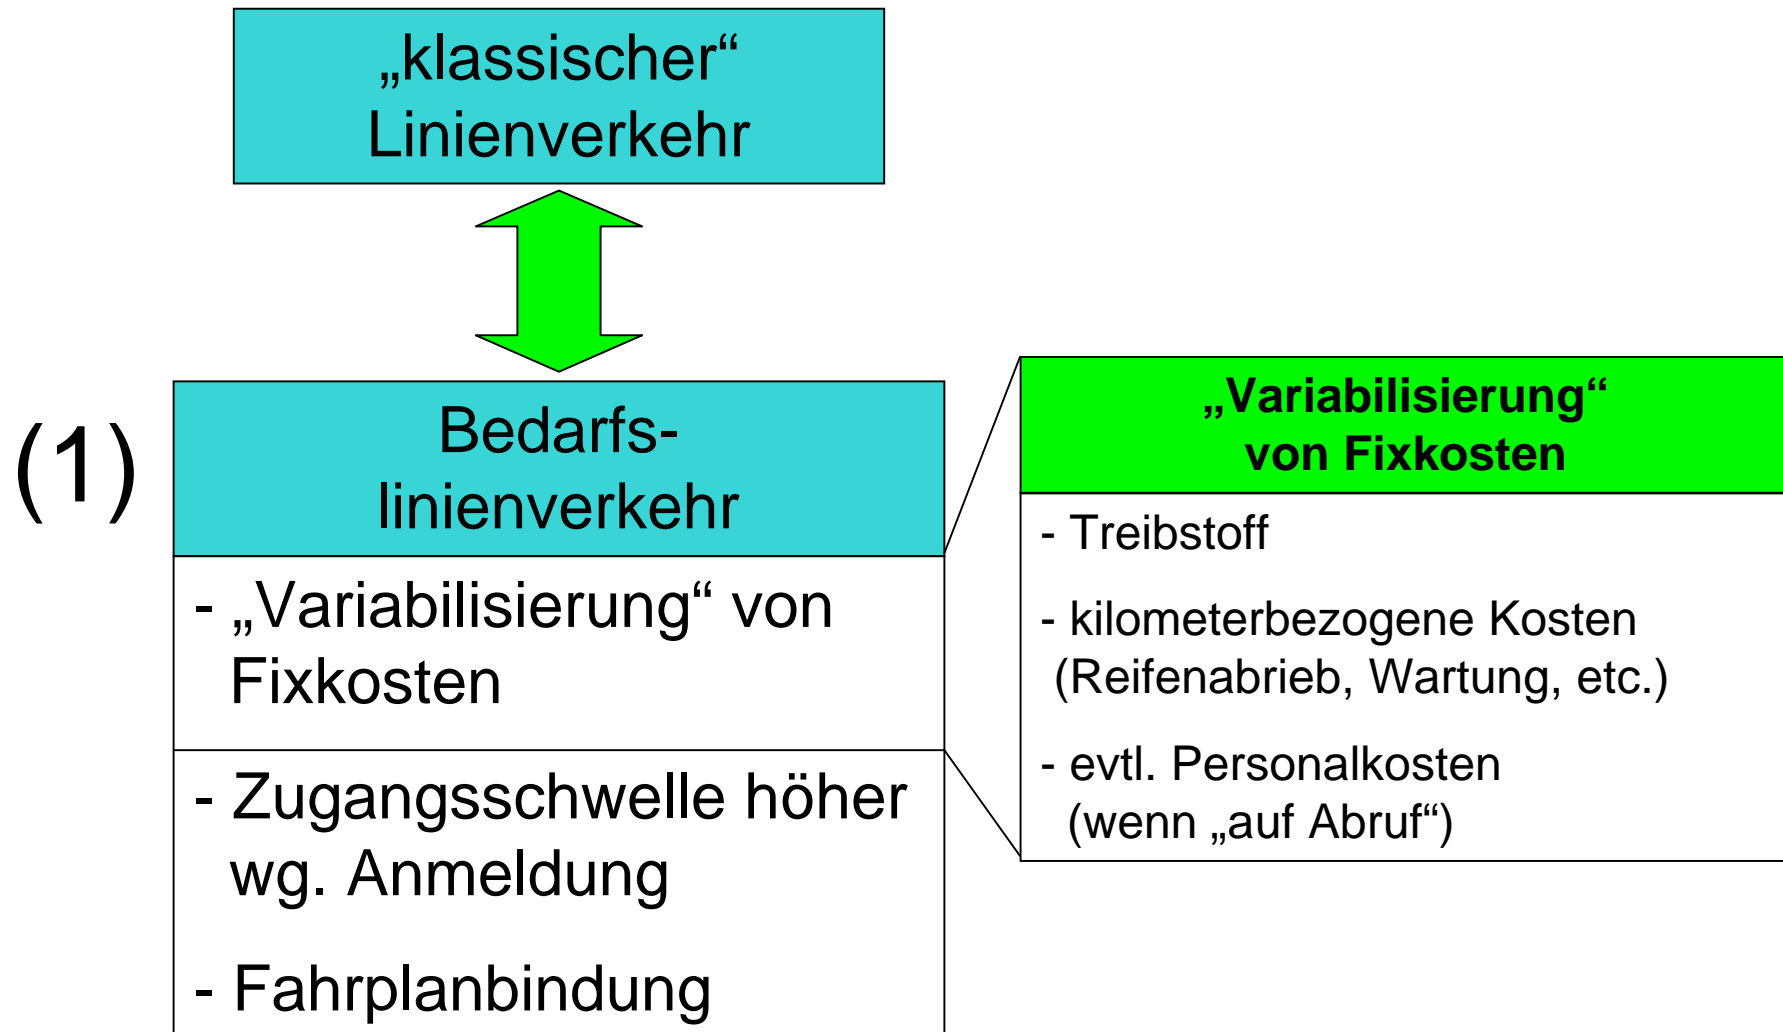 „klassischer“
Linienverkehr
(1)
Bedarfs-
linienverkehr
- „Variabilisierung“ von
Fixkosten
- Zugangsschwelle höher
wg. Anmeldung
- Fahrplanbindung
„Variabilisierung“
von Fixkosten
- Treibstoff
- kilometerbezogene Kosten
(Reifenabrieb, Wartung, etc.)
- evtl. Personalkosten
(wenn „auf Abruf“)